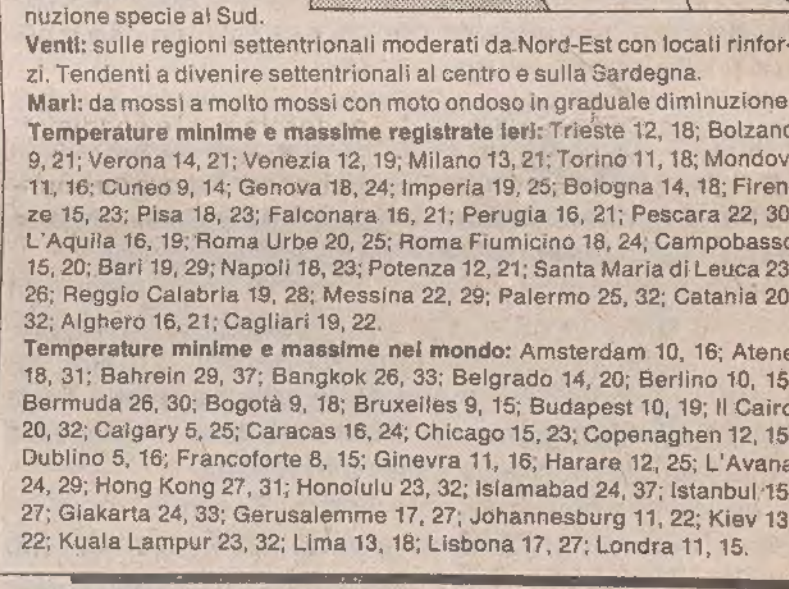 nuzione specie al Sud.
Venti: sulle regioni settentrionali moderati da Nord-Est con locali rinfor-
zi. Tendenti a divenire settentrionali al centro e sulla Sardegna.
Mari: da mossi a molto mossi con moto ondoso in graduale diminuzione
Temperature minime e massime registrate ieri: Trieste 12, 18; Bolzano
9, 21; Verona 14, 21; Venezia 12, 19; Milano 13, 21; Torino 11, 18; Mondov
11, 16; Cuneo 9, 14; Genova 18, 24; Imperia 19, 25; Bologna 14, 18; Firen
ze 15, 23; Pisa 18, 23; Falconara 16, 21; Perugia 16, 21; Pescara 22, 30
L'Aquila 16, 19; Roma Urbe 20, 25; Roma Fiumicino 18, 24; Campobasso
15, 20; Bari 19, 29; Napoli 18, 23; Potenza 12, 21; Santa Maria di Leuca 23
26; Reggio Calabria 19, 28; Messina 22, 29; Palermo 25, 32; Catania 20
32; Alghero 16, 21; Cagliari 19, 22.
Temperature minime e massime nel mondo: Amsterdam 10, 16; Atene
18, 31; Bahrein 29, 37; Bangkok 26, 33; Belgrado 14, 20; Berlino 10, 15
Bermuda 26, 30; Bogotà 9, 18; Bruxelles 9, 15; Budapest 10, 19; Il Cairo
20, 32; Calgary 5, 25; Caracas 16, 24; Chicago 15, 23; Copenaghen 12, 15
Dublino 5, 16; Francoforte 8, 15; Ginevra 11, 16; Harare 12, 25; L'Avana
24, 29; Hong Kong 27, 31; Honolulu 23, 32; Islamabad 24, 37; Istanbul 15
27; Giakarta 24, 33; Gerusalemme 17, 27; Johannesburg 11, 22; Kiev 13
22; Kuala Lampur 23, 32; Lima 13, 18; Lisbona 17, 27; Londra 11, 15.